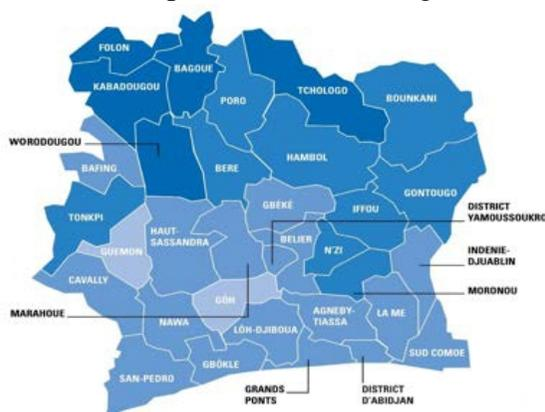 FOLON
BAGOUE
KABADOUGOU
PORO
TCHOLOGO
BOUNKANI
WORODOUGOU
BAFING
BERE
HAMBOL
GONTOUGO
TONKPI
GBÊKÊ
IFFOU
DISTRICT
YAMOUSSOUKRO
HAUT-
SASSANDRA
GUEMON
BELIER
N'ZI
INDENIE-
DJUABLIN
CAVALLY
MORONOU
MARAHOUE
GÔH
AGNEBY-
TIASSA
LA ME
NAWA
LÔH-DJIBOUA
SUD COMOE
GBÔKLE
SAN-PEDRO
GRANDS
PONTS
DISTRICT
D'ABIDJAN